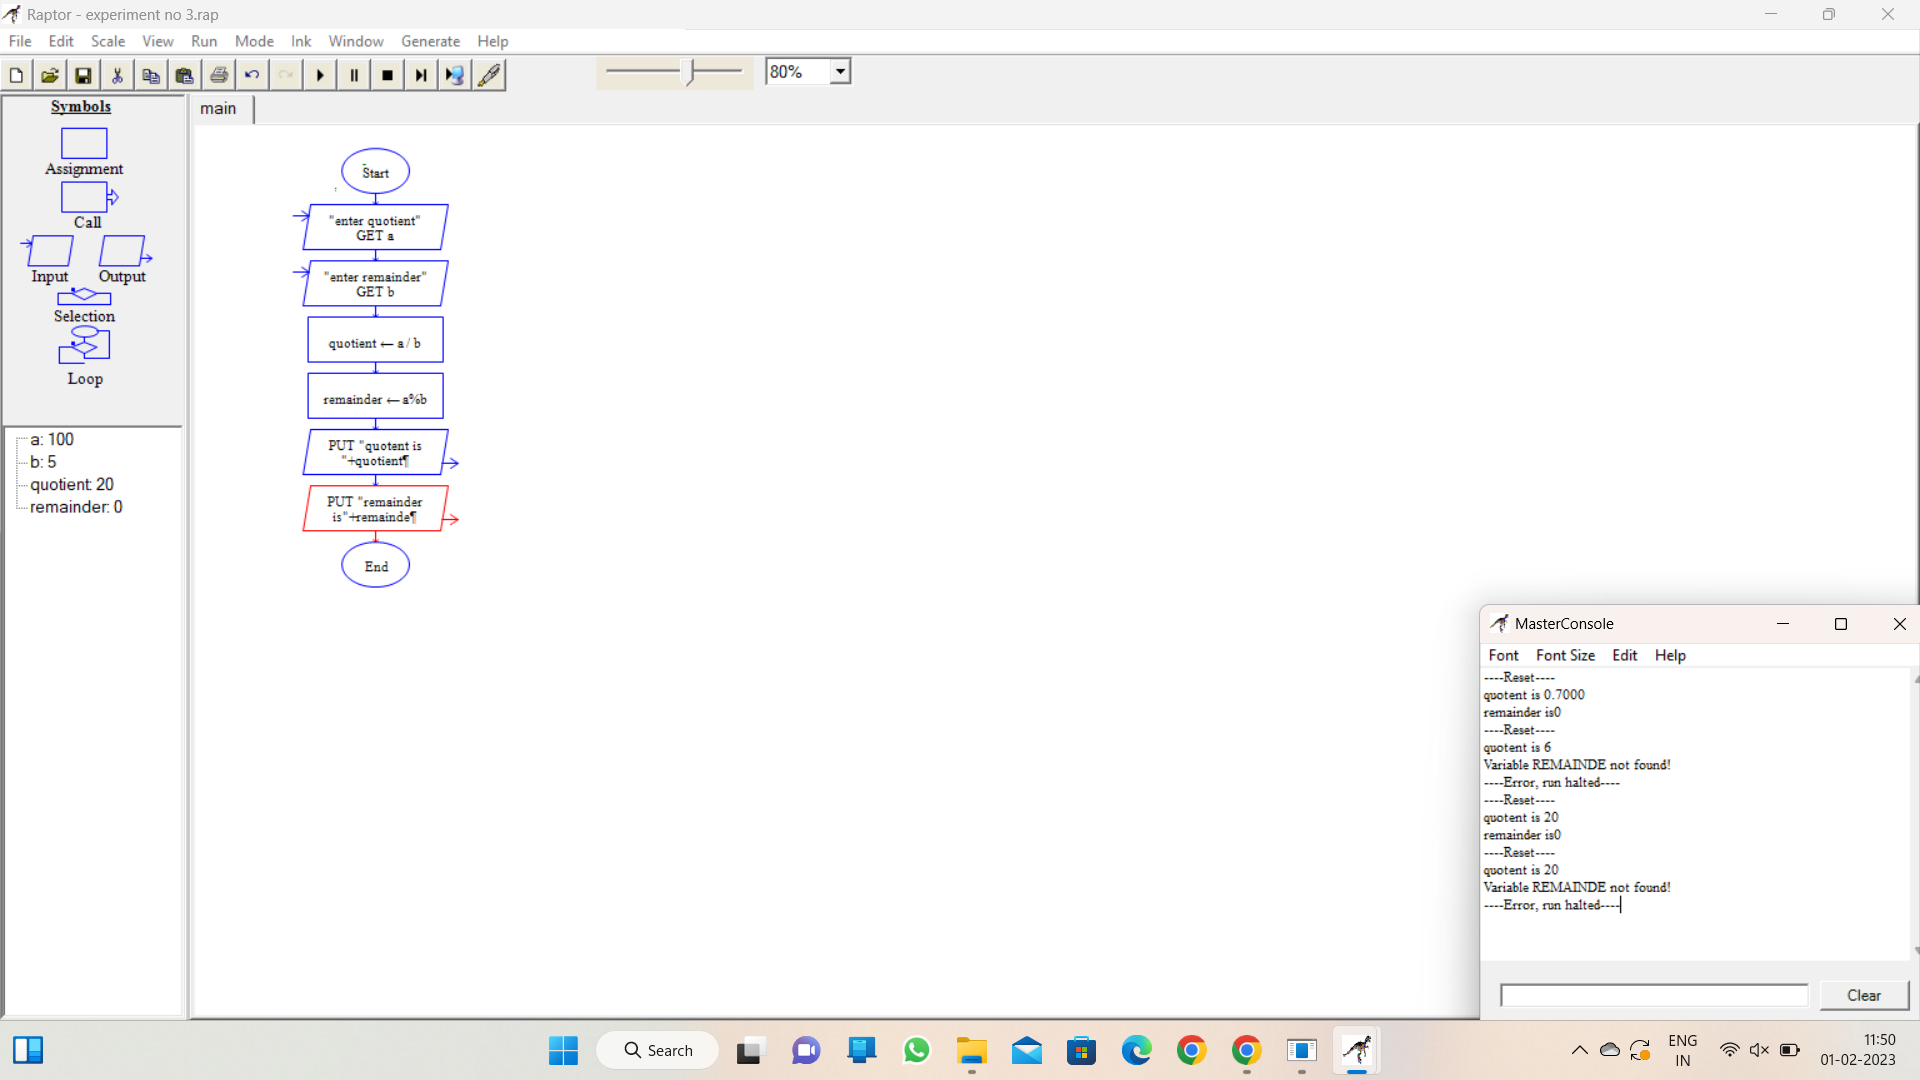 Raptor - experiment no 3.rap
File Edit Scale View Run Mode Ink Window Generate Help
80%
Symbols
Assignment
Call
Input Output
Selection
Loop
a: 100
b: 5
quotient: 20
remainder: 0
main
Start
"enter quotient"
GET a
"enter remainder"
GET b
quotient ← a / b
remainder ← a%b
PUT "quotent is
"+quotient¶
PUT "remainder
is"+remainde¶
End
MasterConsole
Font Font Size Edit Help
----Reset----
quotent is 0.7000
remainder is0
----Reset----
quotent is 6
Variable REMAINDE not found!
----Error, run halted----
----Reset----
quotent is 20
remainder is0
----Reset----
quotent is 20
Variable REMAINDE not found!
----Error, run halted----
Clear
Search
ENG
IN
11:50
01-02-2023